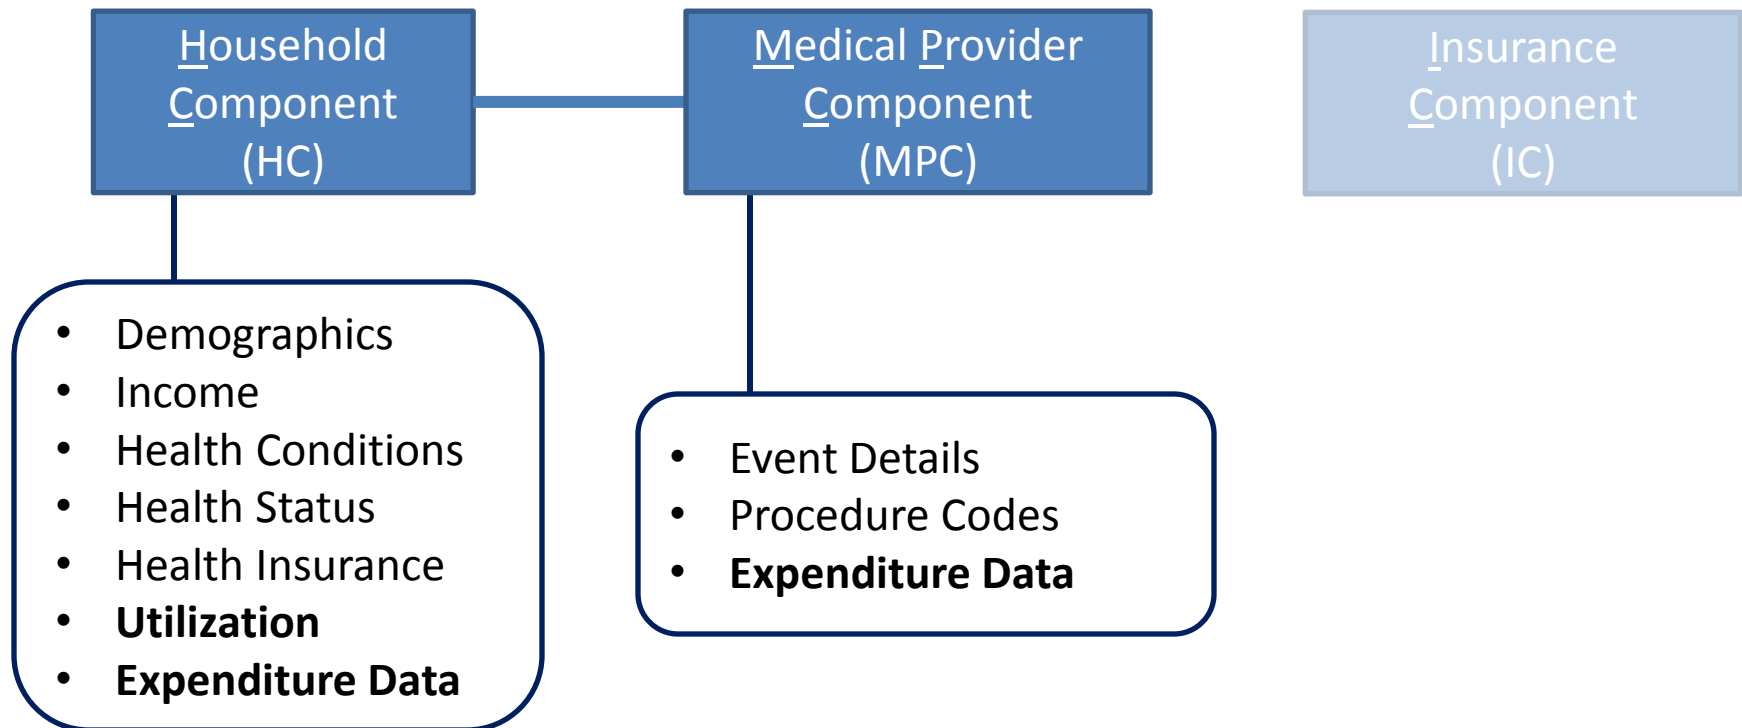 Household
Component
(HC)
Medical Provider
Component
(MPC)
Insurance
Component
(IC)
• Demographics
• Income
• Health Conditions
• Health Status
• Health Insurance
• Utilization
• Expenditure Data
• Event Details
• Procedure Codes
• Expenditure Data